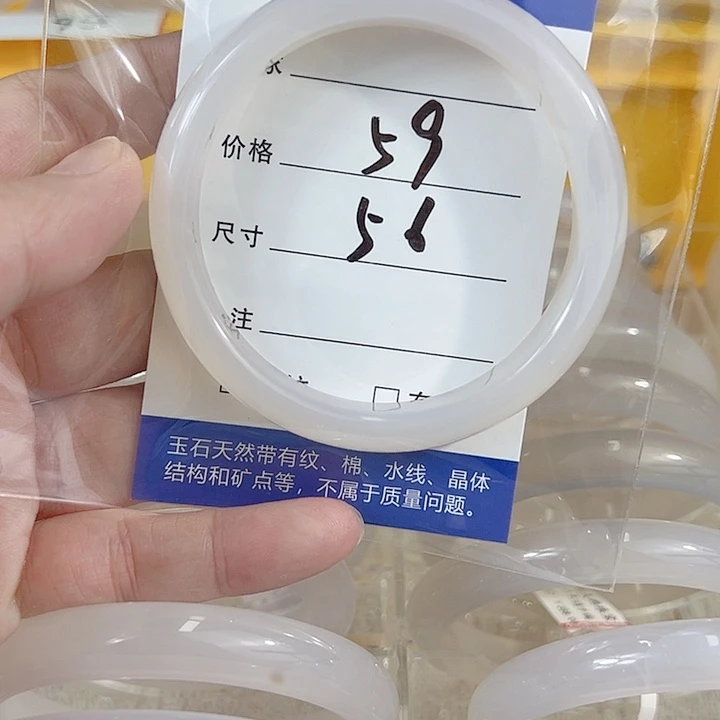 价格 59
尺寸 56
注
玉石天然带有纹、棉、水线、晶体
结构和矿点等，不属于质量问题。